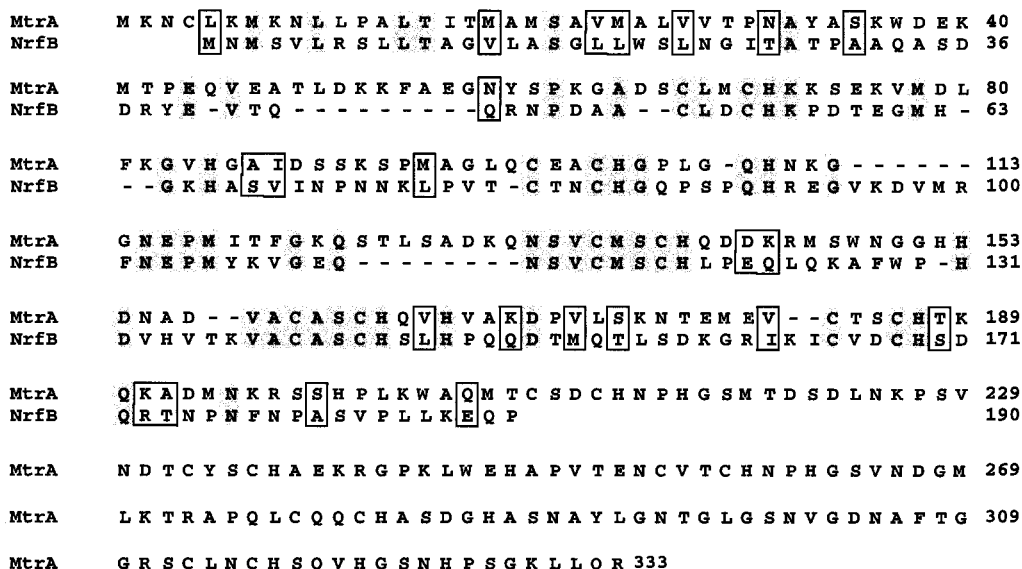 MtrA M K N C L K M K N L L P A L T I T M A M S A V M A L V V T P N A Y A S K W D E K 40
NrfB M N M S V L R S L L T A G V L A S G L L W S L N G I T A T P A A Q A S D 36
MtrA M T P E Q V E A T L D K K F A E G N Y S P K G A D S C L M C H K K S E K V M D L 80
NrfB D R Y E - V T Q - - - - - - - - - Q R N P D A A - - C L D C H K P D T E G M H - 63
MtrA F K G V H G A I D S S K S P M A G L Q C E A C H G P L G - Q H N K G - - - - - - 113
NrfB - - G K H A S V I N P N N K L P V T - C T N C H G Q P S P Q H R E G V K D V M R 100
MtrA G N E P M I T F G K Q S T L S A D K Q N S V C M S C H Q D D K R M S W N G G H H 153
NrfB F N E P M Y K V G E Q - - - - - - - - N S V C M S C H L P E Q L Q K A F W P - H 131
MtrA D N A D - - V A C A S C H Q V H V A K D P V L S K N T E M E V - - C T S C H T K 189
NrfB D V H V T K V A C A S C H S L H P Q Q D T M Q T L S D K G R I K I C V D C H S D 171
MtrA Q K A D M N K R S S H P L K W A Q M T C S D C H N P H G S M T D S D L N K P S V 229
NrfB Q R T N P N F N P A S V P L L K E Q P 190
MtrA N D T C Y S C H A E K R G P K L W E H A P V T E N C V T C H N P H G S V N D G M 269
MtrA L K T R A P Q L C Q Q C H A S D G H A S N A Y L G N T G L G S N V G D N A F T G 309
MtrA G R S C L N C H S Q V H G S N H P S G K L L Q R 333